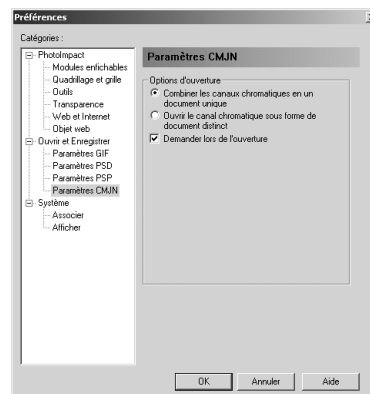 Préférences
Catégories :
PhotoImpact
Modules enfichables
Quadrillage et grille
Outils
Transparence
Web et Internet
Objet web
Ouvrir et Enregistrer
Paramètres GIF
Paramètres PSD
Paramètres PSP
Paramètres CMJN
Système
Associer
Afficher
Paramètres CMJN
Options d'ouverture
Combiner les canaux chromatiques en un
document unique
Ouvrir le canal chromatique sous forme de
document distinct
Demander lors de l'ouverture
OK Annuler Aide